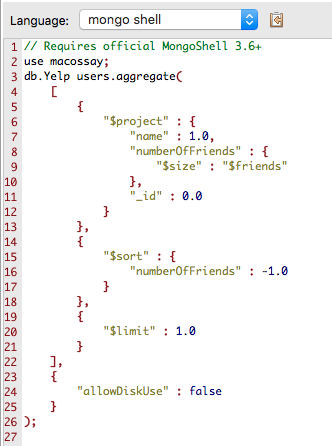 Language: mongo shell
1 // Requires official MongoShell 3.6+
2 use macossay;
3 db.Yelp users.aggregate(
4     [
5         {
6             "$project" : {
7                 "name" : 1.0,
8                 "numberOfFriends" : {
9                     "$size" : "$friends"
10                 },
11                 "_id" : 0.0
12             }
13         },
14         {
15             "$sort" : {
16                 "numberOfFriends" : -1.0
17             }
18         },
19         {
20             "$limit" : 1.0
21         }
22     ],
23     {
24         "allowDiskUse" : false
25     }
26 );
27